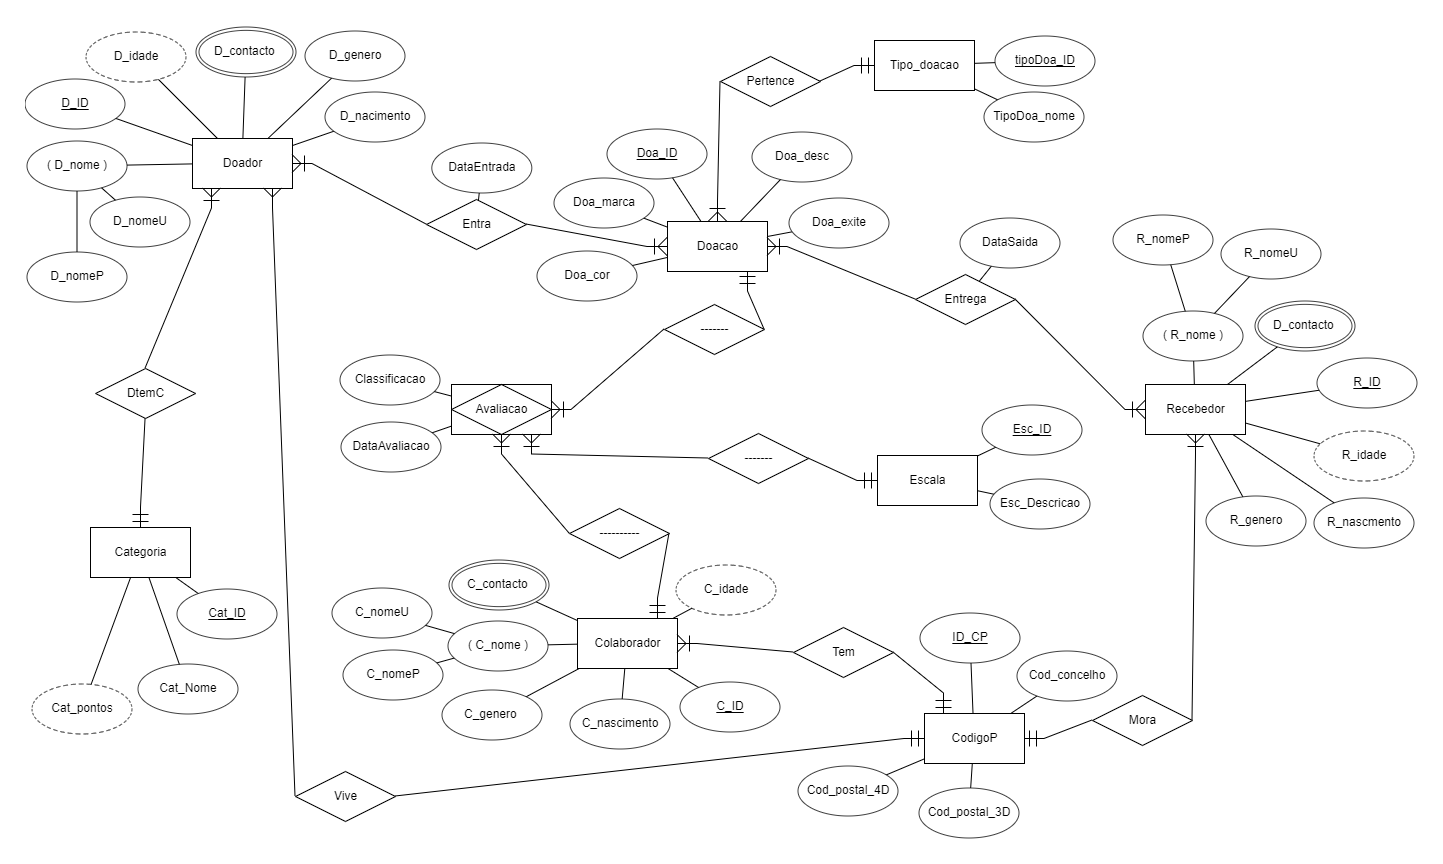 D_idade
D_contacto
D_genero
D_ID
D_nacimento
Doador
( D_nome )
D_nomeU
D_nomeP
DataEntrada
Entra
Pertence
Tipo_doacao
tipoDoa_ID
TipoDoa_nome
Doa_ID
Doa_desc
Doa_marca
Doa_exite
Doacao
Doa_cor
DataSaida
Entrega
R_nomeP
R_nomeU
( R_nome )
D_contacto
R_ID
Recebedor
R_idade
R_genero
R_nascmento
-------
DtemC
Classificacao
Avaliacao
DataAvaliacao
-------
Esc_ID
Escala
Esc_Descricao
----------
Categoria
Cat_ID
Cat_Nome
Cat_pontos
C_contacto
C_idade
C_nomeU
( C_nome )
Colaborador
C_nomeP
C_genero
C_nascimento
C_ID
Tem
ID_CP
Cod_concelho
CodigoP
Mora
Cod_postal_4D
Cod_postal_3D
Vive